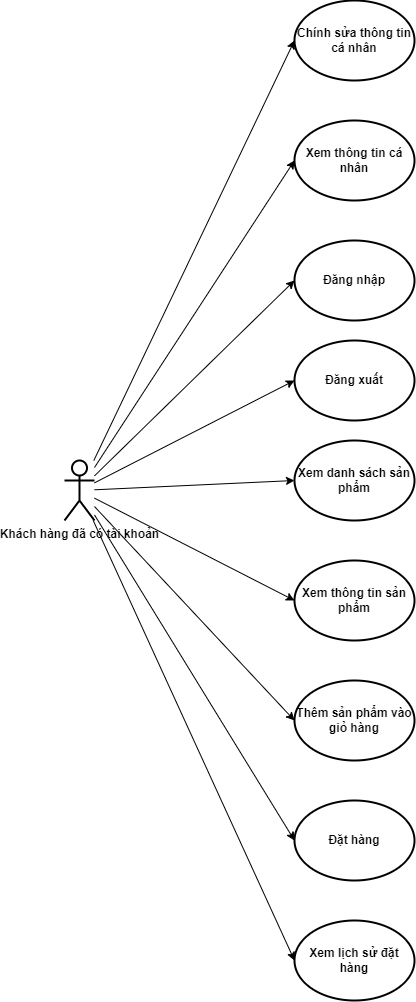 Chính sửa thông tin
cá nhân
Xem thông tin cá
nhân
Đăng nhập
Đăng xuất
Xem danh sách sản
phẩm
Khách hàng đã có tài khoản
Xem thông tin sản
phẩm
Thêm sản phẩm vào
giỏ hàng
Đặt hàng
Xem lịch sử đặt
hàng